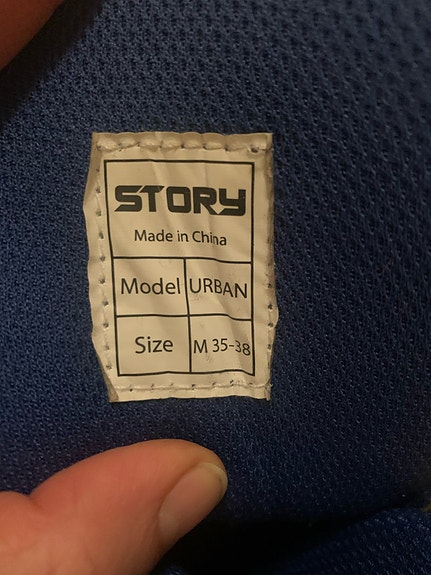 STORY
Made in China
Model URBAN
Size M 35-38